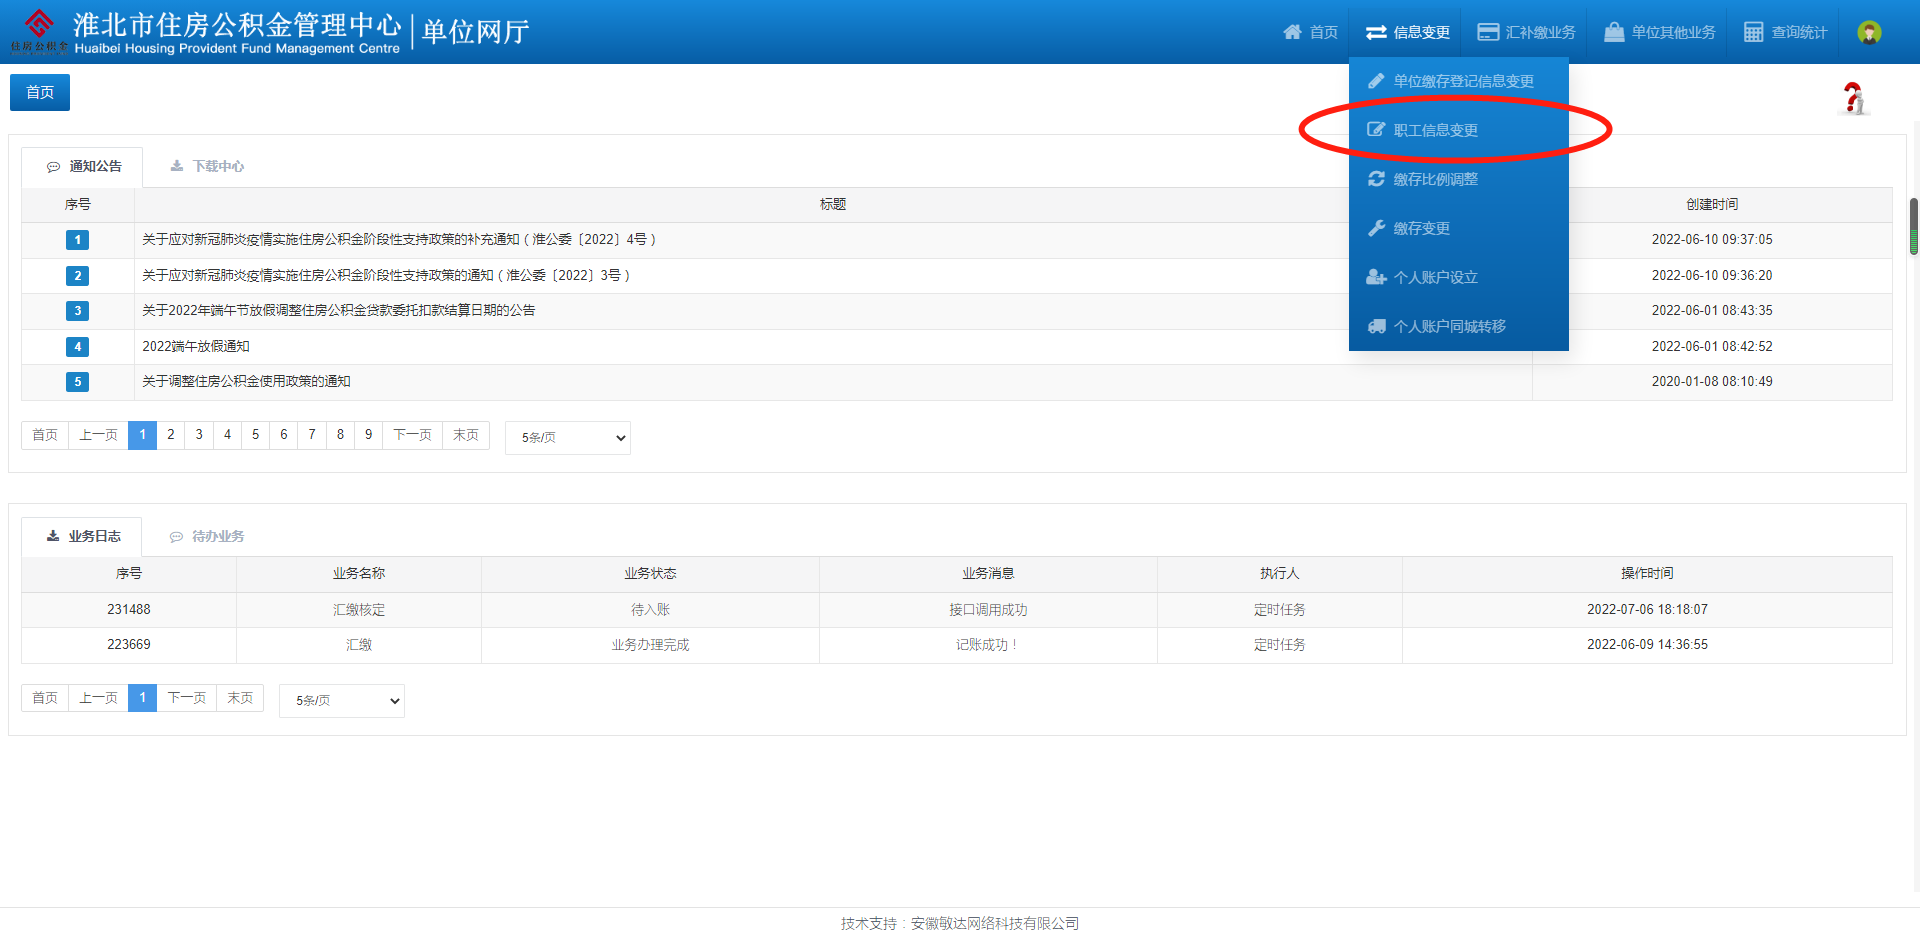 住房公积金
淮北市住房公积金管理中心
Huaibei Housing Provident Fund Management Centre
单位网厅
首页
信息变更
汇补缴业务
单位其他业务
查询统计
单位缴存登记信息变更
职工信息变更
缴存比例调整
缴存变更
个人账户设立
个人账户同城转移
首页
通知公告 下载中心
序号 标题 创建时间
1 关于应对新冠肺炎疫情实施住房公积金阶段性支持政策的补充通知（淮公委〔2022〕4号） 2022-06-10 09:37:05
2 关于应对新冠肺炎疫情实施住房公积金阶段性支持政策的通知（淮公委〔2022〕3号） 2022-06-10 09:36:20
3 关于2022年端午节放假调整住房公积金贷款委托扣款结算日期的公告 2022-06-01 08:43:35
4 2022端午放假通知 2022-06-01 08:42:52
5 关于调整住房公积金使用政策的通知 2020-01-08 08:10:49
首页 上一页 1 2 3 4 5 6 7 8 9 下一页 末页 5条/页
业务日志 待办业务
序号 业务名称 业务状态 业务消息 执行人 操作时间
231488 汇缴核定 待入账 接口调用成功 定时任务 2022-07-06 18:18:07
223669 汇缴 业务办理完成 记账成功！ 定时任务 2022-06-09 14:36:55
首页 上一页 1 下一页 末页 5条/页
技术支持：安徽敏达网络科技有限公司